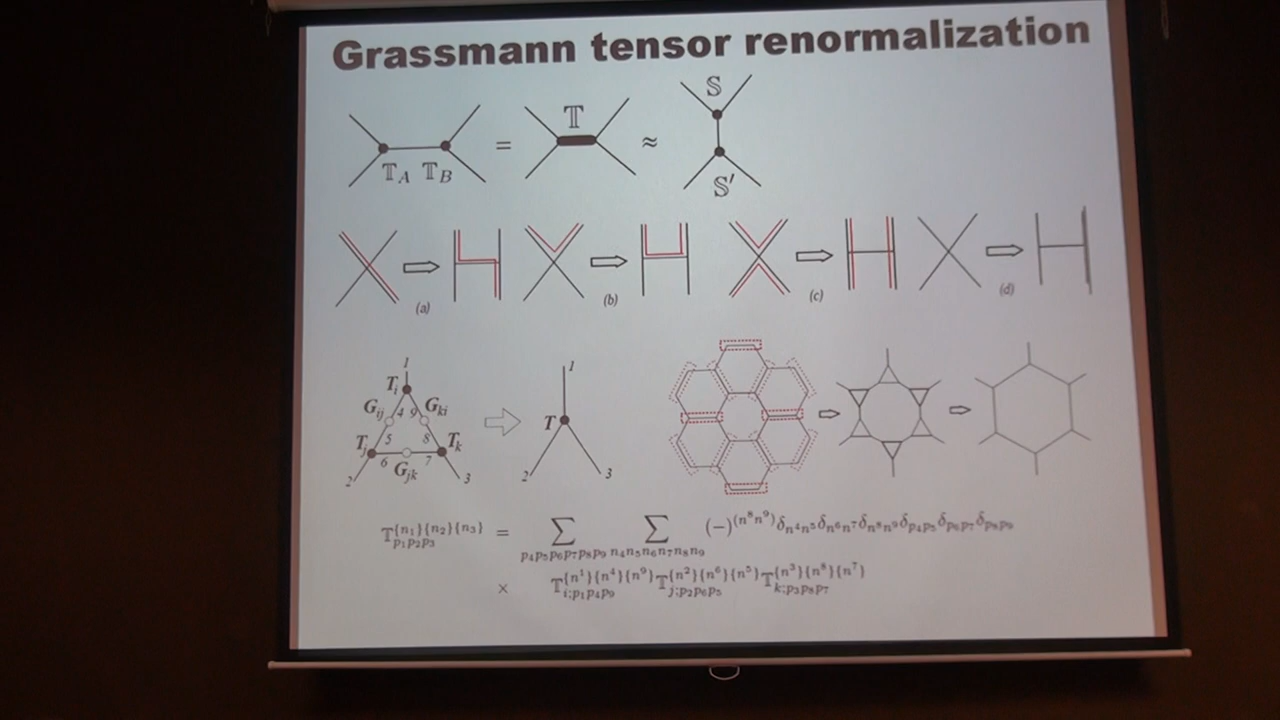 Grassmann tensor renormalization
𝕋_A 𝕋_B = 𝕋 ≈ 𝕊
𝕊′
(a) (b) (c) (d)
1 1
T_i
G_ij 4 9 G_ki
T
T_j 5 8 T_k
6 G_jk 7
2 3 2 3
𝕋^{{n_1}{n_2}{n_3}}_{p_1p_2p_3} = ∑_{p_4p_5p_6p_7p_8p_9} ∑_{n_4n_5n_6n_7n_8n_9} (−)^{(n^8n^9)} δ_{n^4n^5} δ_{n^6n^7} δ_{n^8n^9} δ_{p_4p_5} δ_{p_6p_7} δ_{p_8p_9}
× 𝕋^{{n^1}{n^4}{n^9}}_{i;p_1p_4p_9} 𝕋^{{n^2}{n^6}{n^5}}_{j;p_2p_6p_5} 𝕋^{{n^3}{n^8}{n^7}}_{k;p_3p_8p_7}